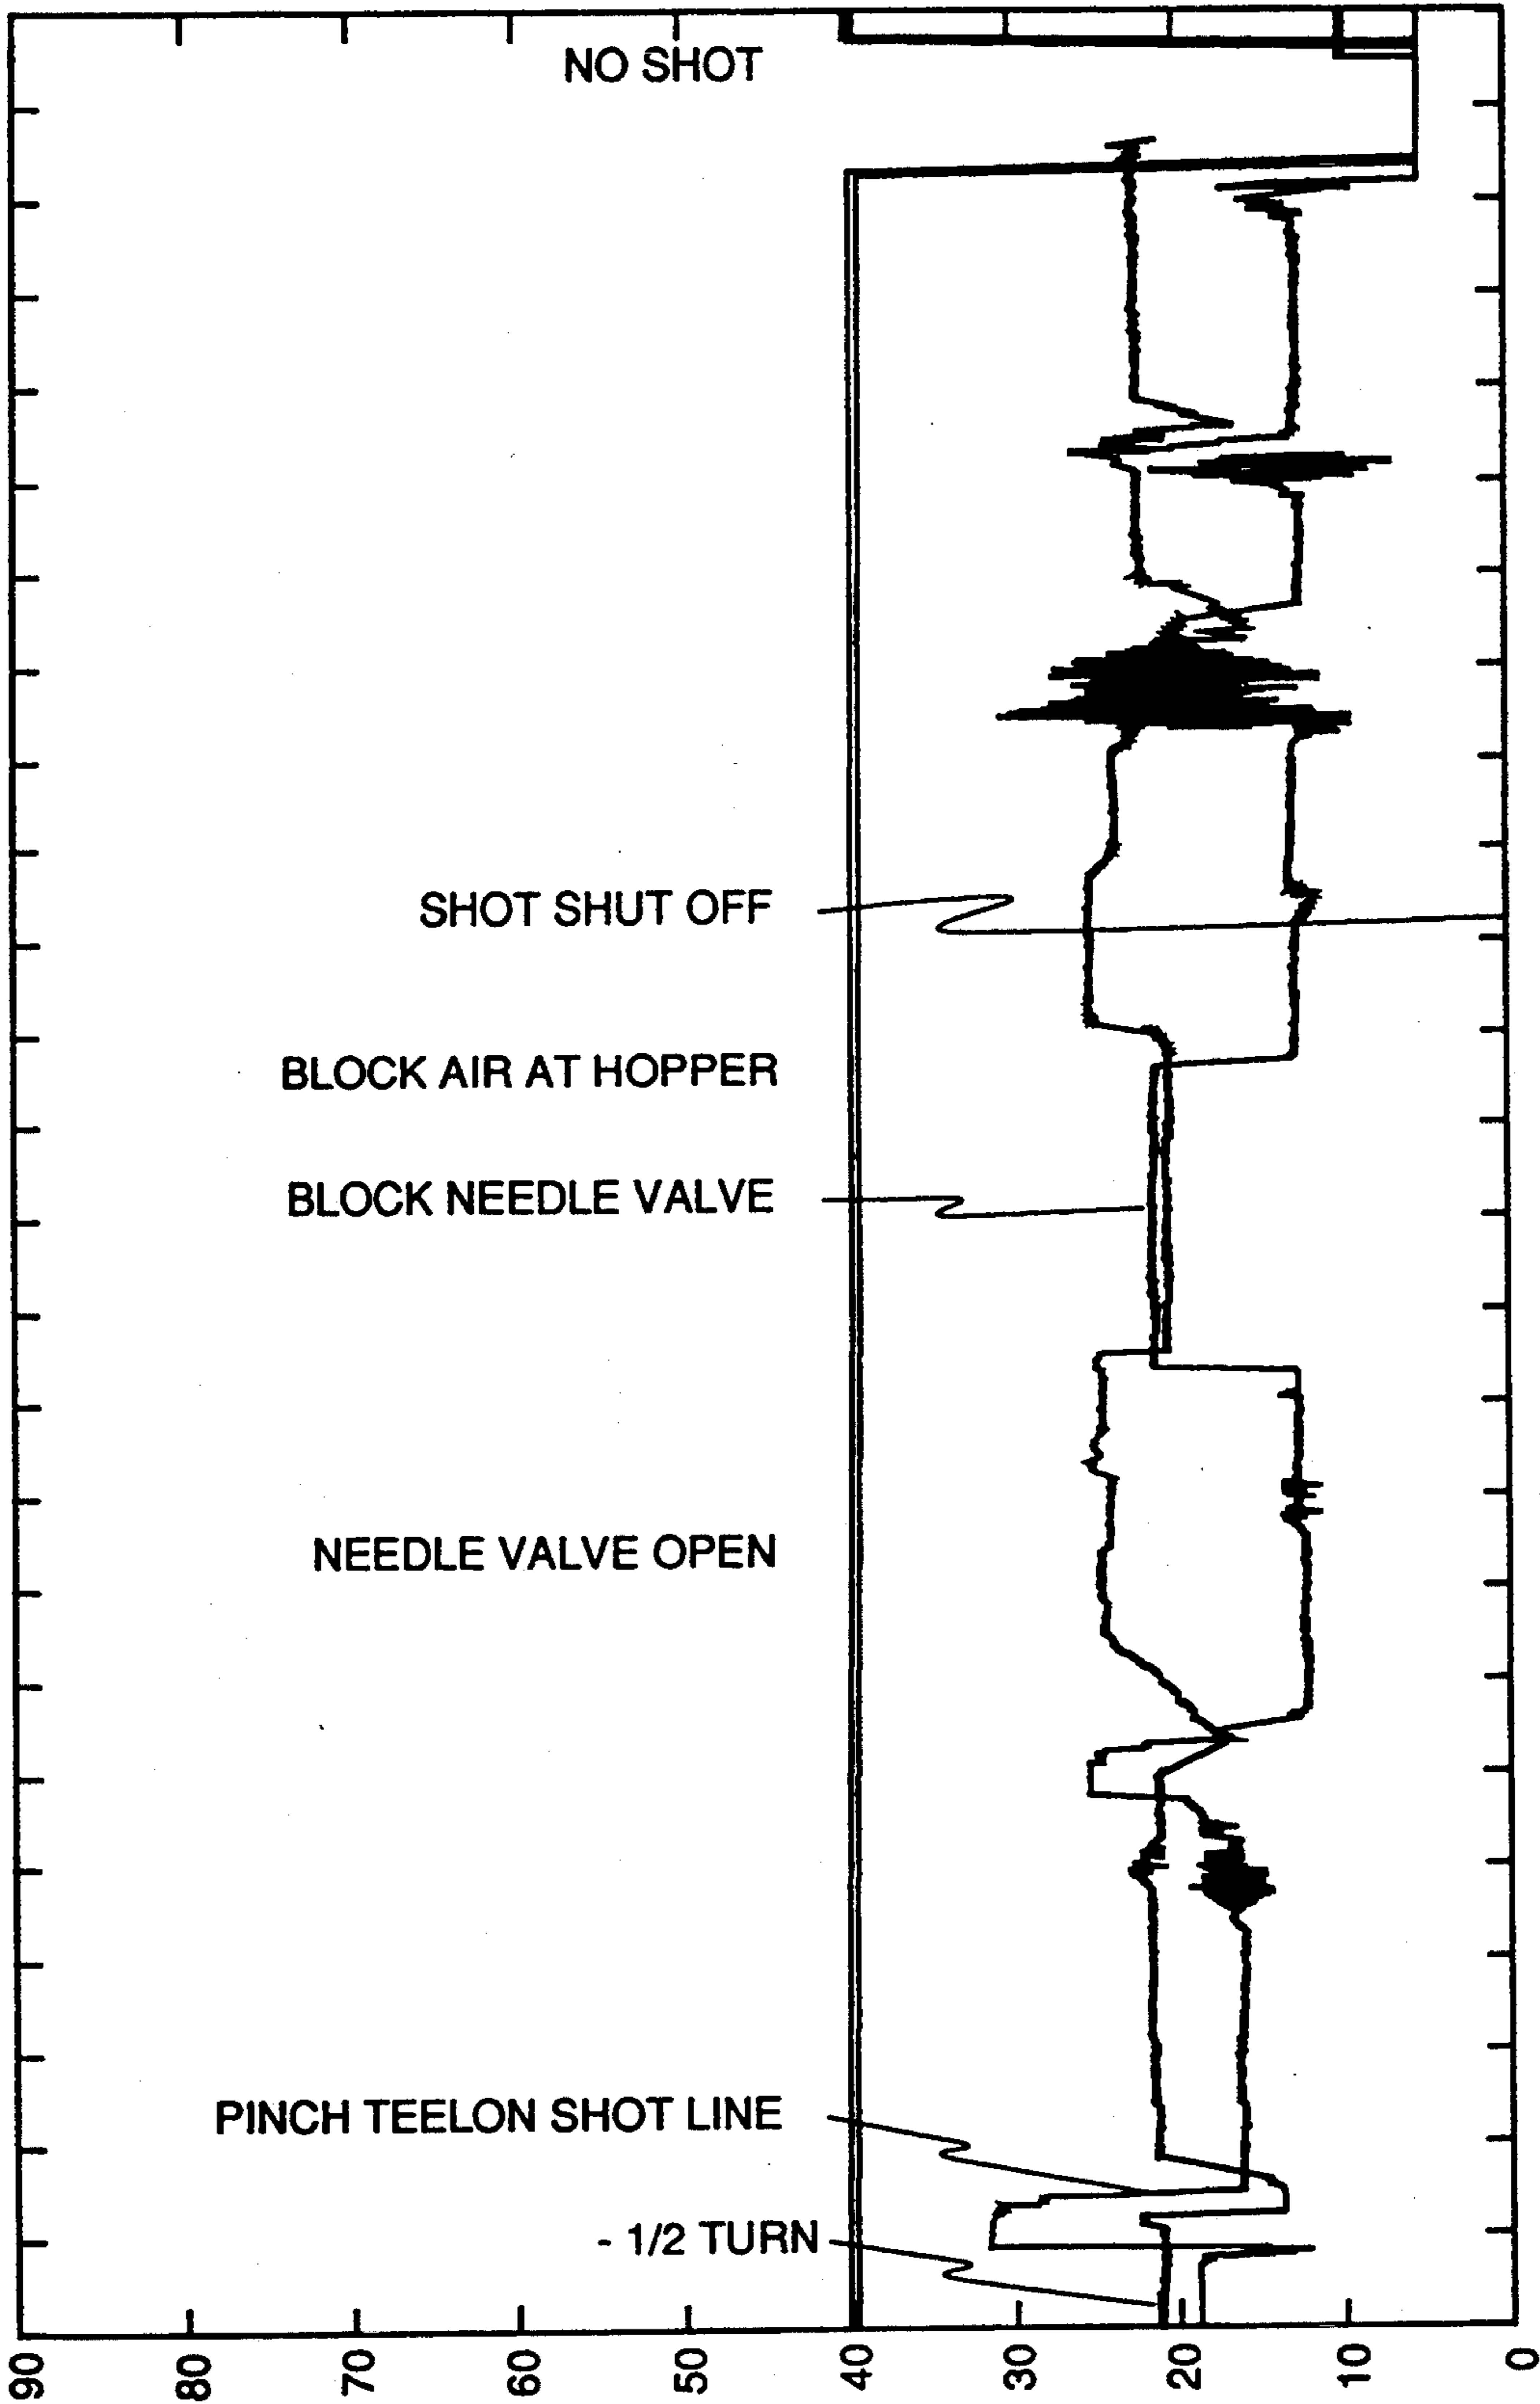 NO SHOT
SHOT SHUT OFF
BLOCK AIR AT HOPPER
BLOCK NEEDLE VALVE
NEEDLE VALVE OPEN
PINCH TEELON SHOT LINE
- 1/2 TURN
90
80
70
60
50
40
30
20
10
0